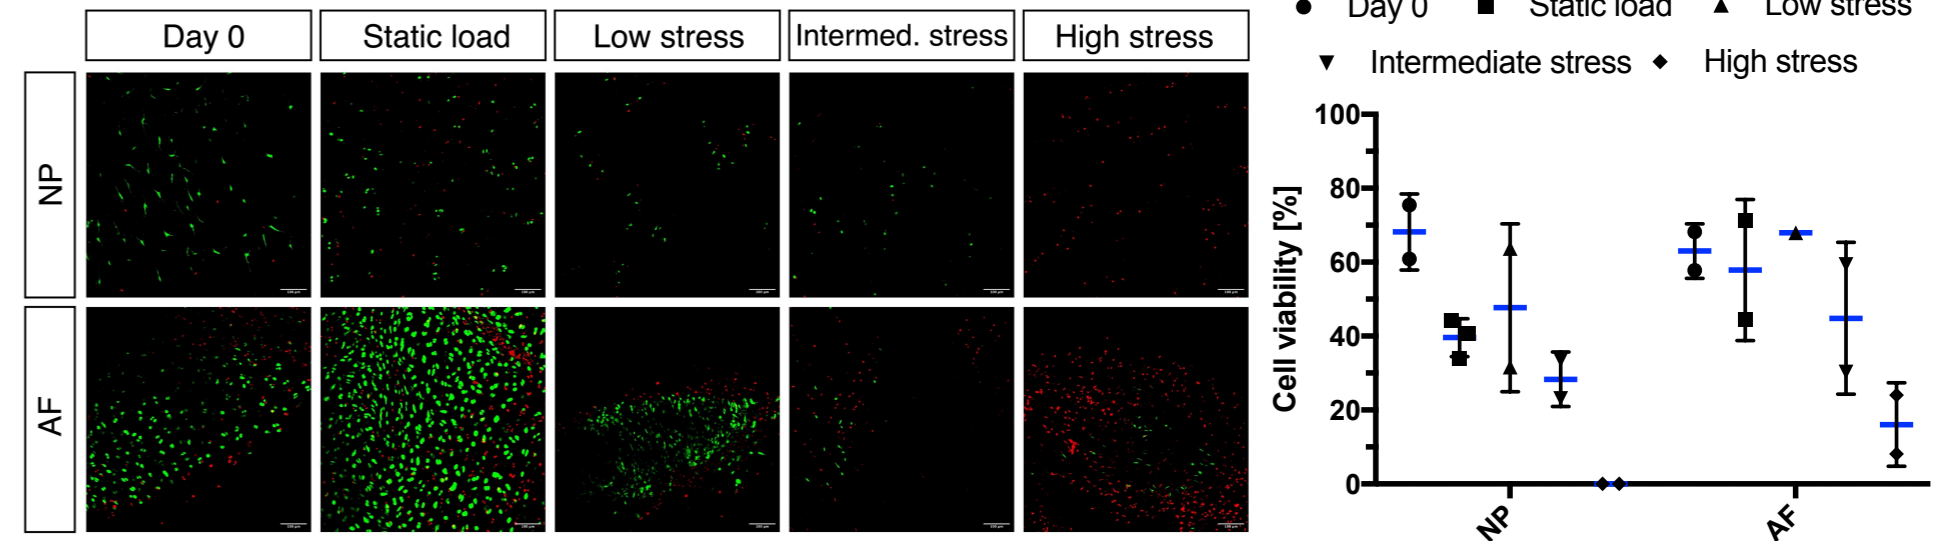 Day 0
Static load
Low stress
Intermed. stress
High stress
NP
AF
Day 0
Static load
Low stress
Intermediate stress
High stress
Cell viability [%]
100
80
60
40
20
0
NP
AF